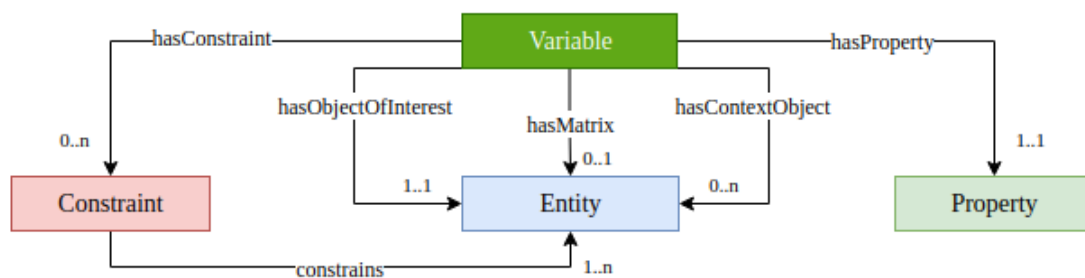 Variable
hasConstraint
hasProperty
hasObjectOfInterest
hasContextObject
hasMatrix
0..n
0..1
1..1
1..1
0..n
Constraint
Entity
Property
constrains
1..n